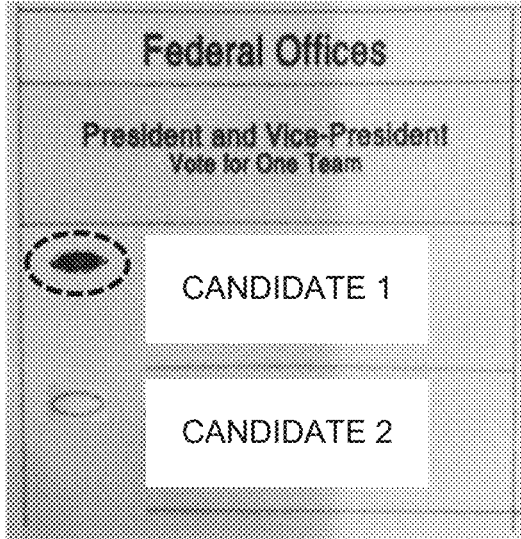 Federal Offices
President and Vice-President
Vote for One Team
CANDIDATE 1
CANDIDATE 2